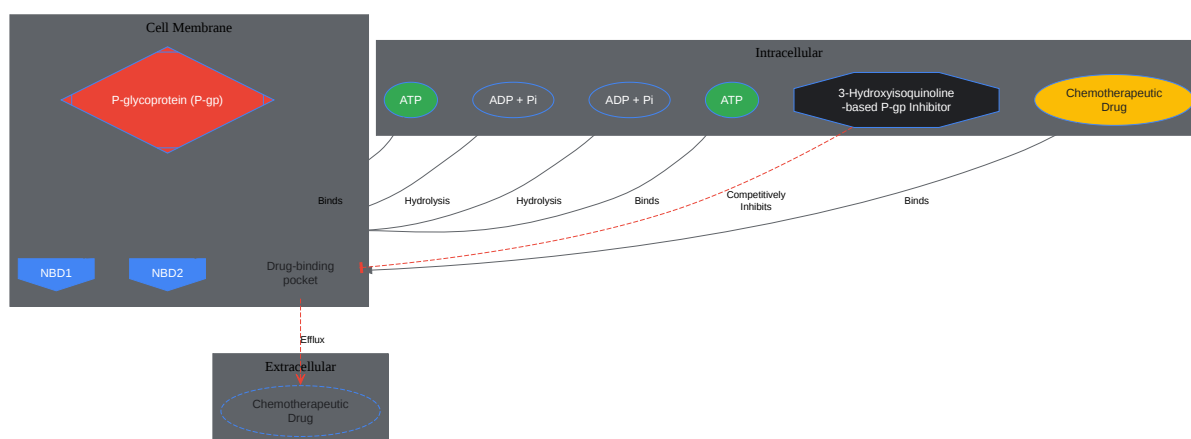 Cell Membrane
P-glycoprotein (P-gp)
Intracellular
ATP
ADP + Pi
ADP + Pi
ATP
3-Hydroxyisoquinoline
-based P-gp Inhibitor
Chemotherapeutic
Drug
Binds
Hydrolysis
Hydrolysis
Binds
Competitively
Inhibits
Binds
NBD1
NBD2
Drug-binding
pocket
Efflux
Extracellular
Chemotherapeutic
Drug